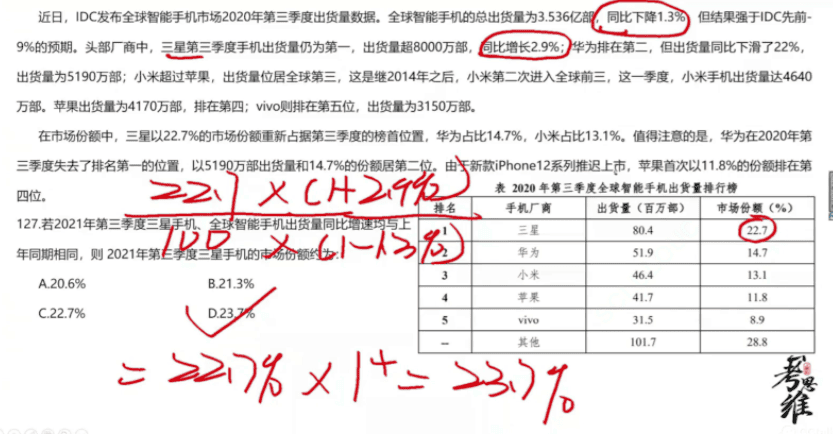 近日，IDC发布全球智能手机市场2020年第三季度出货量数据。全球智能手机的总出货量为3.536亿部，同比下降1.3%，但结果强于IDC先前-
9%的预期。头部厂商中，三星第三季度手机出货量仍为第一，出货量超8000万部，同比增长2.9%；华为排在第二，但出货量同比下滑了22%，
出货量为5190万部；小米超过苹果，出货量位居全球第三，这是继2014年之后，小米第二次进入全球前三，这一季度，小米手机出货量达4640
万部。苹果出货量为4170万部，排在第四；vivo则排在第五位，出货量为3150万部。
在市场份额中，三星以22.7%的市场份额重新占据第三季度的榜首位置，华为占比14.7%，小米占比13.1%。值得注意的是，华为在2020年第
三季度失去了排名第一的位置，以5190万部出货量和14.7%的份额居第二位。由于新款iPhone12系列推迟上市，苹果首次以11.8%的份额排在第
四位。
22.7 × (1+2.9%)
100 × (1-1.3%)
127.若2021年第三季度三星手机、全球智能手机出货量同比增速均与上
年同期相同，则 2021年第三季度三星手机的市场份额约为：
A.20.6% B.21.3%
C.22.7% D.23.7%
= 22.7% × 1+ = 23.7%
表 2020 年第三季度全球智能手机出货量排行榜
排名 手机厂商 出货量（百万部） 市场份额（%）
1 三星 80.4 22.7
2 华为 51.9 14.7
3 小米 46.4 13.1
4 苹果 41.7 11.8
5 vivo 31.5 8.9
-- 其他 101.7 28.8
考思维